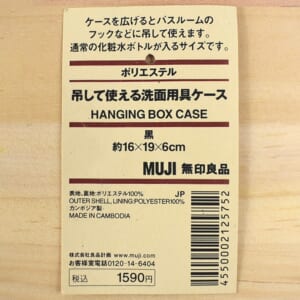 ケースを広げるとバスルームの
フックなどに吊して使えます。
通常の化粧水ボトルが入るサイズです。
ポリエステル
吊して使える洗面用具ケース
HANGING BOX CASE
黒
約16×19×6cm
MUJI 無印良品
表地、裏地:ポリエステル100% JP
OUTER SHELL, LINING:POLYESTER100%
カンボジア製
MADE IN CAMBODIA
株式会社良品計画 www.muji.com
お客様室電話0120-14-6404
税込 1590円
4550002125752